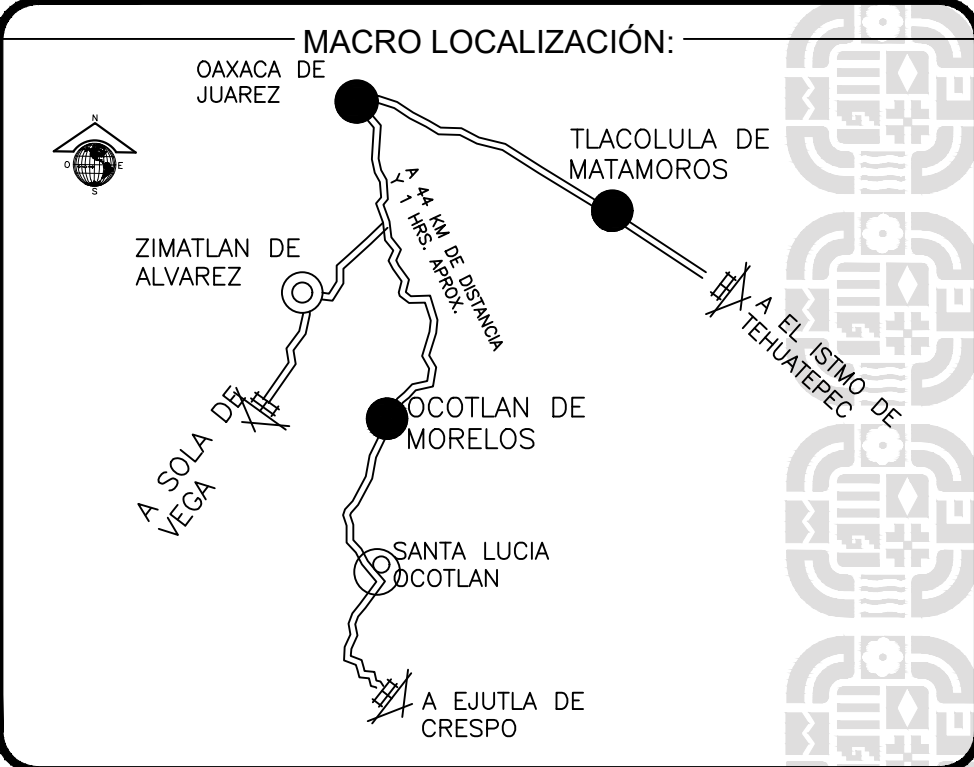 MACRO LOCALIZACIÓN:
OAXACA DE
JUAREZ
N
O
E
S
TLACOLULA DE
MATAMOROS
A 44 KM DE DISTANCIA
Y 1 HRS. APROX.
ZIMATLAN DE
ALVAREZ
A EL ISTMO DE
TEHUATEPEC
A SOLA DE
VEGA
OCOTLAN DE
MORELOS
SANTA LUCIA
OCOTLAN
A EJUTLA DE
CRESPO